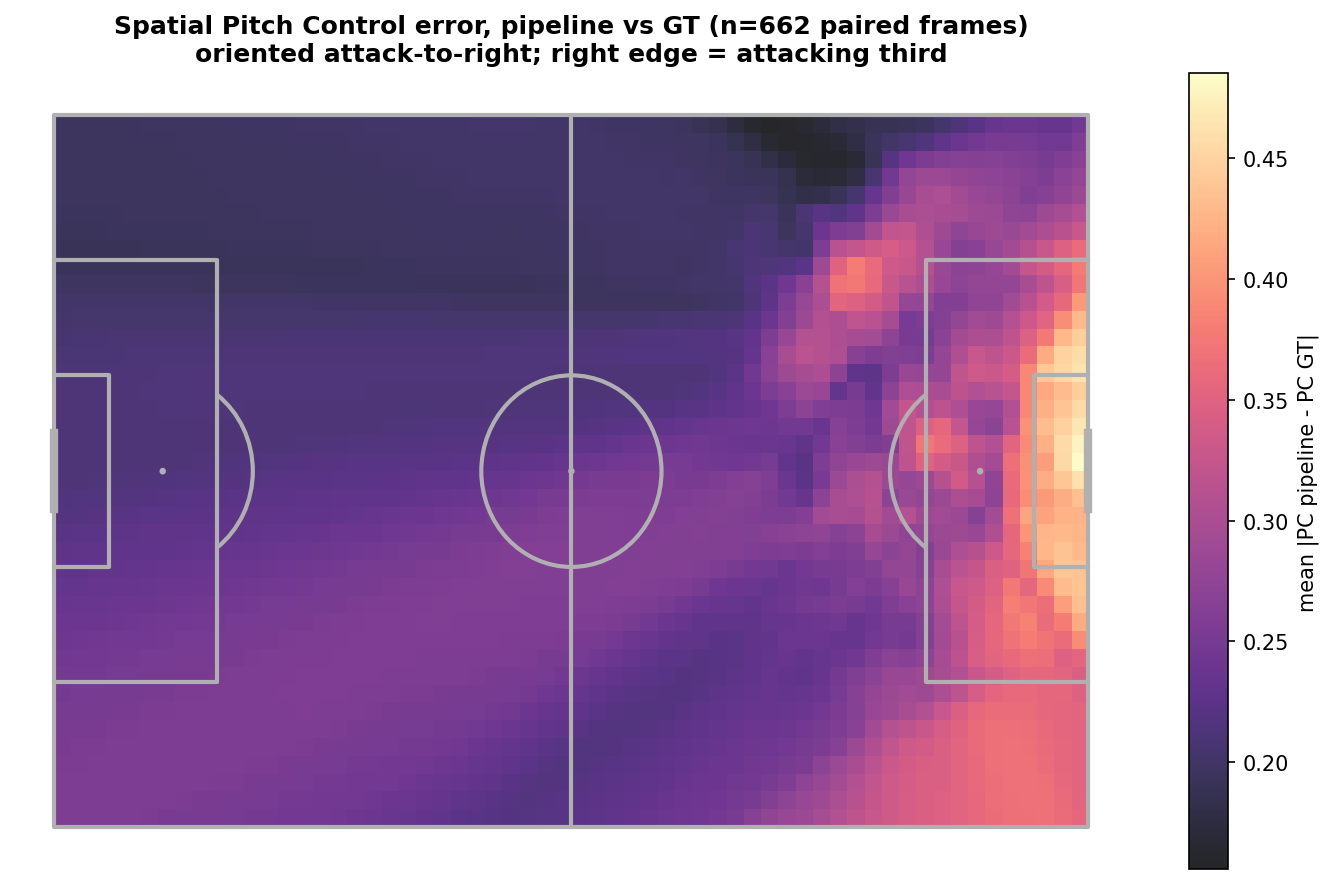 Spatial Pitch Control error, pipeline vs GT (n=662 paired frames)
oriented attack-to-right; right edge = attacking third
0.45
0.40
0.35
0.30
0.25
0.20
mean |PC pipeline - PC GT|